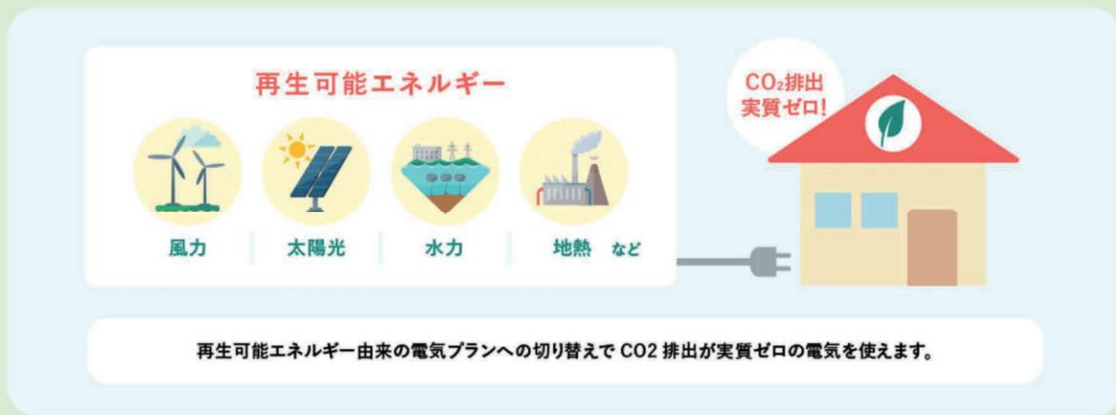 再生可能エネルギー
CO₂排出
実質ゼロ!
風力
太陽光
水力
地熱 など
再生可能エネルギー由来の電気プランへの切り替えで CO2 排出が実質ゼロの電気を使えます。